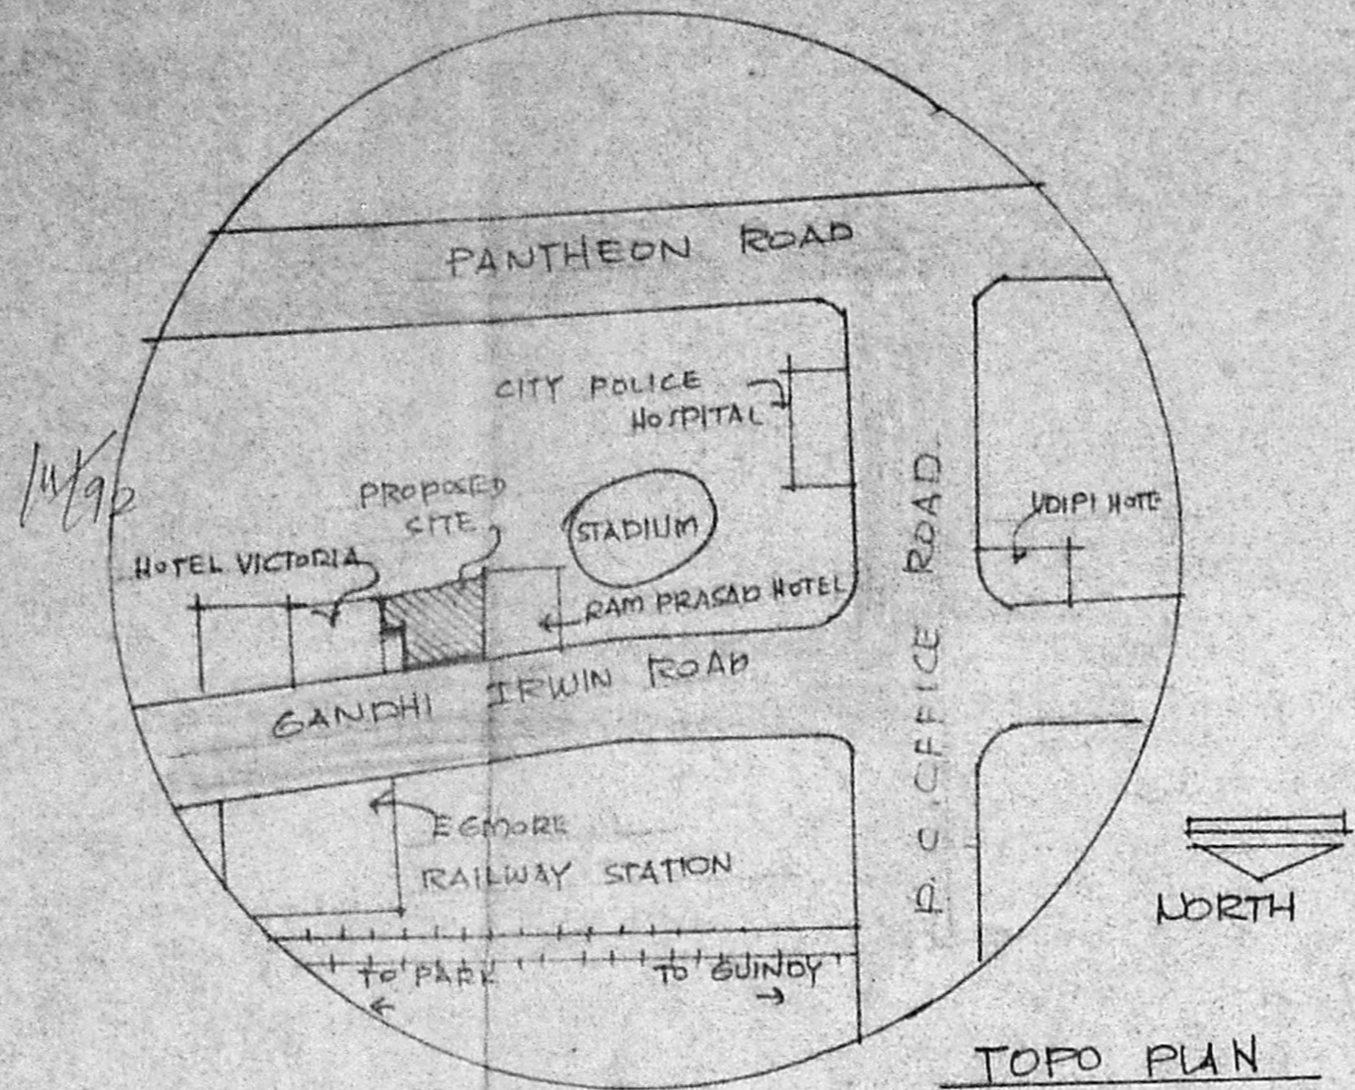 PANTHEON ROAD
CITY POLICE
HOSPITAL
PROPOSED
SITE
STADIUM
UDIPI HOTE
HOTEL VICTORIA
RAM PRASAD HOTEL
GANDHI IRWIN ROAD
P. C. OFFICE ROAD
EGMORE
RAILWAY STATION
TO PARK
TO GUINDY
NORTH
TOPO PLAN